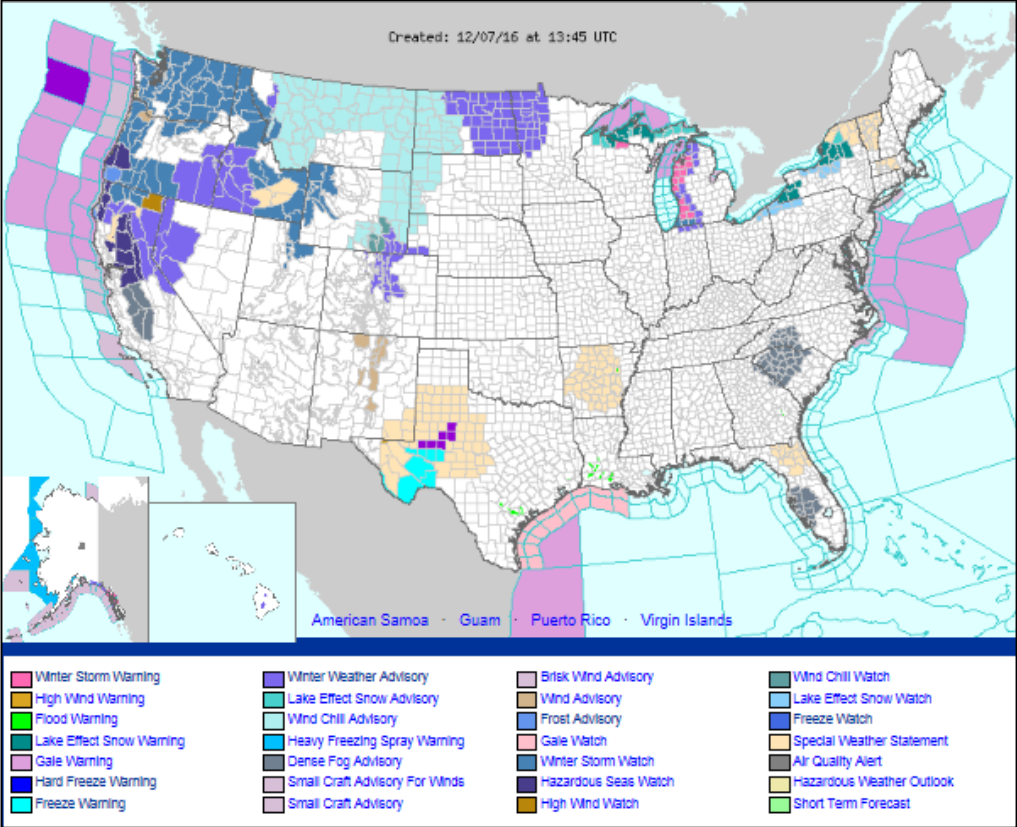 Created: 12/07/16 at 13:45 UTC
American Samoa · Guam · Puerto Rico · Virgin Islands
Winter Storm Warning
Winter Weather Advisory
Brisk Wind Advisory
Wind Chill Watch
High Wind Warning
Lake Effect Snow Advisory
Wind Advisory
Lake Effect Snow Watch
Flood Warning
Wind Chill Advisory
Frost Advisory
Freeze Watch
Lake Effect Snow Warning
Heavy Freezing Spray Warning
Gale Watch
Special Weather Statement
Gale Warning
Dense Fog Advisory
Winter Storm Watch
Air Quality Alert
Hard Freeze Warning
Small Craft Advisory For Winds
Hazardous Seas Watch
Hazardous Weather Outlook
Freeze Warning
Small Craft Advisory
High Wind Watch
Short Term Forecast